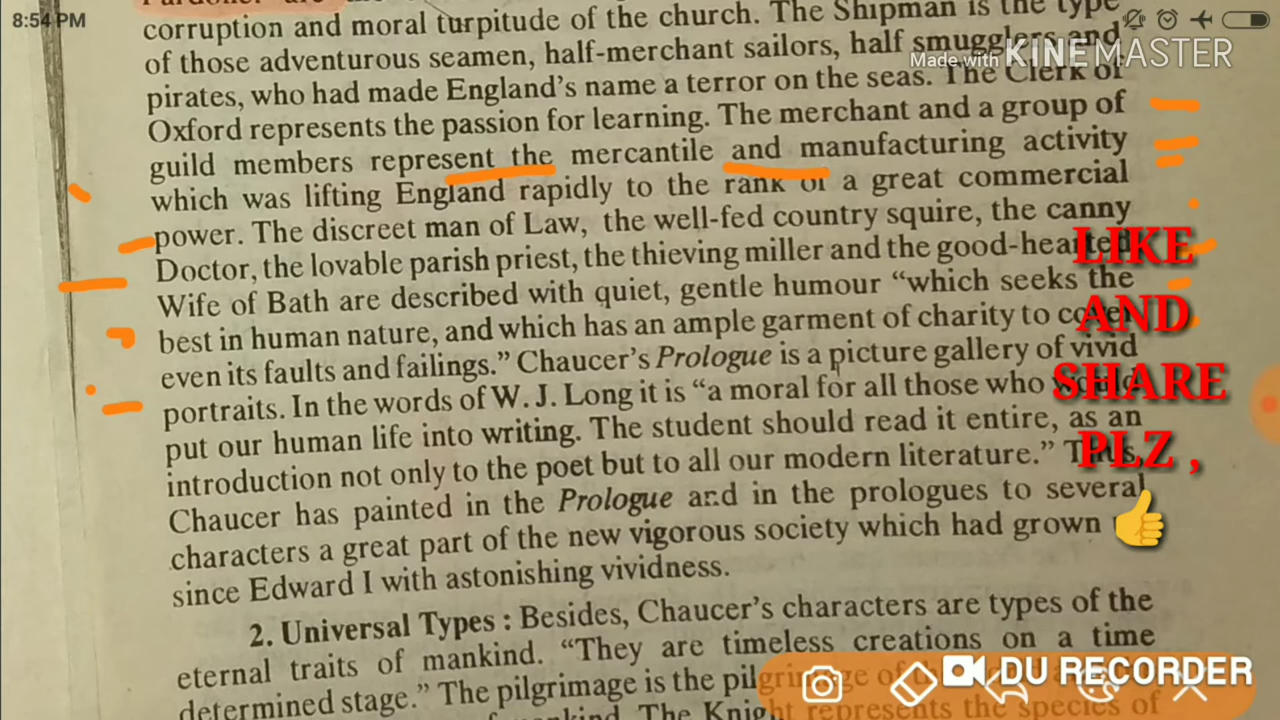 8:54 PM
corruption and moral turpitude of the church. The Shipman is the type
of those adventurous seamen, half-merchant sailors, half smugglers and
Made with KINEMASTER
pirates, who had made England's name a terror on the seas. The Clerk of
Oxford represents the passion for learning. The merchant and a group of
guild members represent the mercantile and manufacturing activity
which was lifting England rapidly to the rank of a great commercial
power. The discreet man of Law, the well-fed country squire, the canny
Doctor, the lovable parish priest, the thieving miller and the good-hearted
Wife of Bath are described with quiet, gentle humour “which seeks the
best in human nature, and which has an ample garment of charity to cover
even its faults and failings.” Chaucer's Prologue is a picture gallery of vivid
portraits. In the words of W. J. Long it is “a moral for all those who would
put our human life into writing. The student should read it entire, as an
introduction not only to the poet but to all our modern literature.” Thus,
Chaucer has painted in the Prologue and in the prologues to several
characters a great part of the new vigorous society which had grown
since Edward I with astonishing vividness.
2. Universal Types : Besides, Chaucer's characters are types of the
eternal traits of mankind. “They are timeless creations on a time
determined stage.” The pilgrimage is the pilgrimage of
The Knight represents the species of
LIKE
AND
SHARE
PLZ ,
DU RECORDER